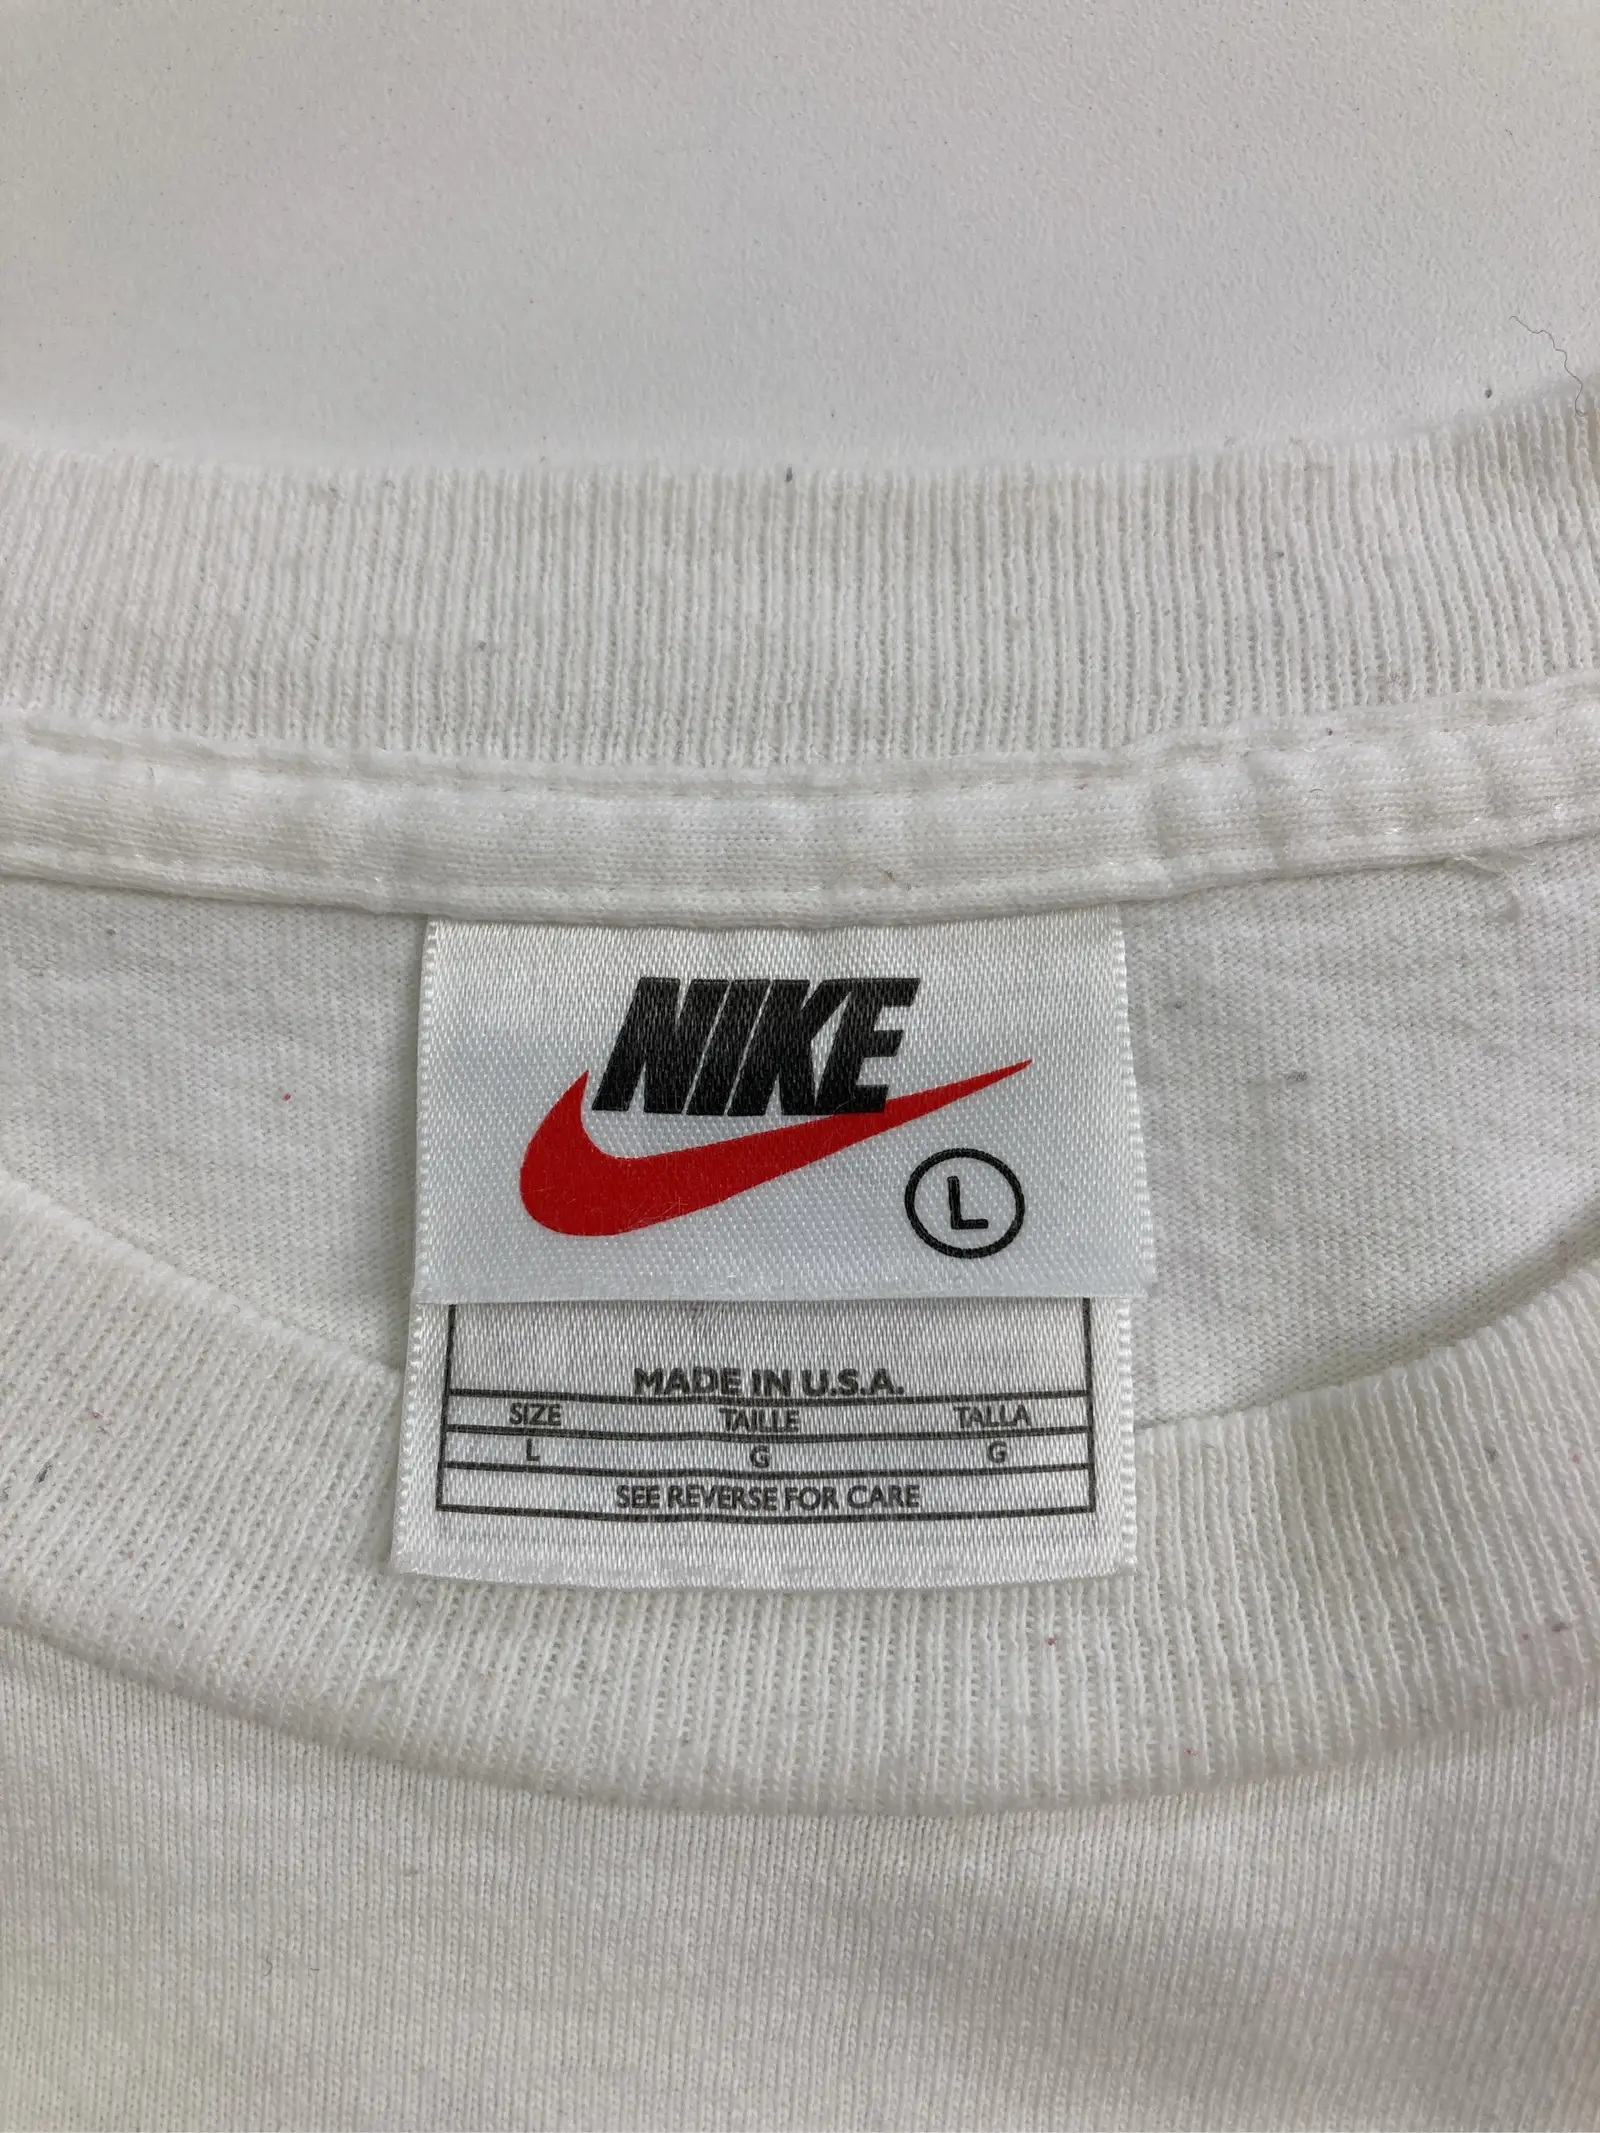 NIKE
L
MADE IN U.S.A.
SIZE TAILLE TALLA
L G G
SEE REVERSE FOR CARE